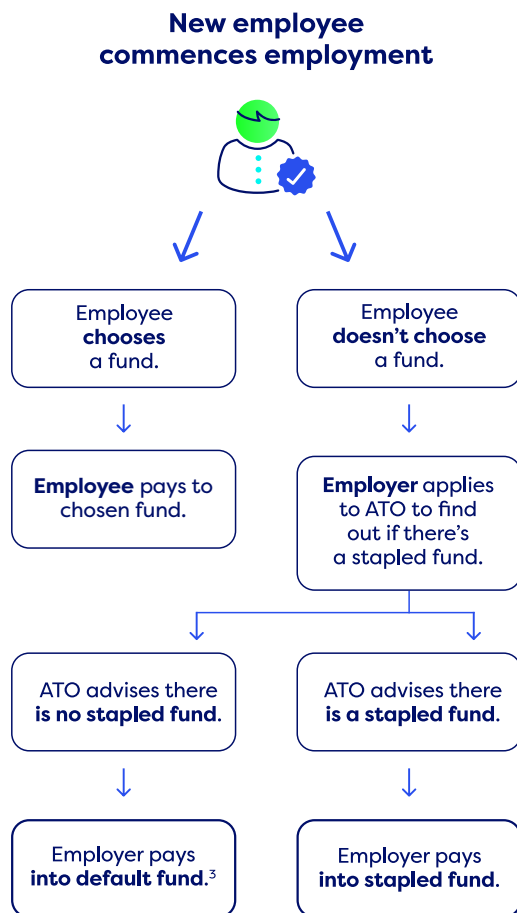 New employee
commences employment
Employee
chooses
a fund.
Employee
doesn't choose
a fund.
Employee pays to
chosen fund.
Employer applies
to ATO to find
out if there's
a stapled fund.
ATO advises there
is no stapled fund.
ATO advises there
is a stapled fund.
Employer pays
into default fund.³
Employer pays
into stapled fund.